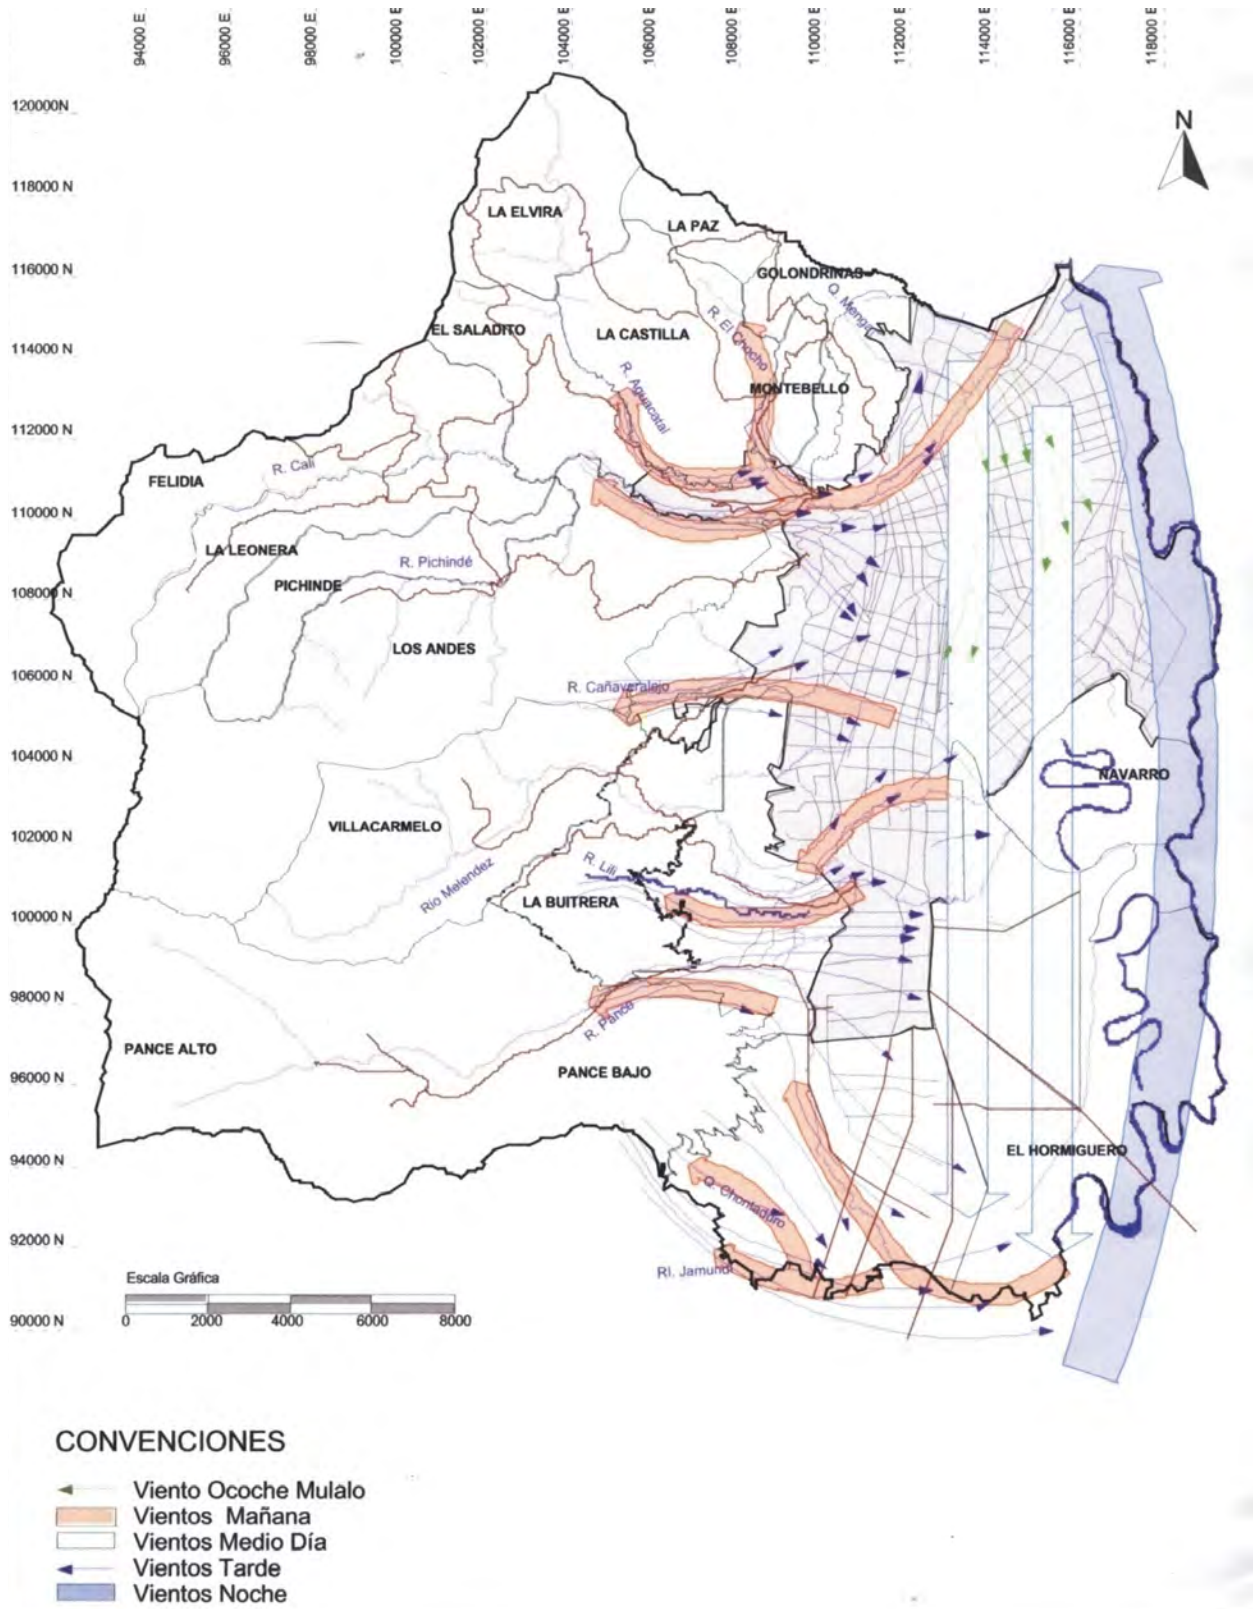 94000 E
96000 E
98000 E
100000 E
102000 E
104000 E
106000 E
108000 E
110000 E
112000 E
114000 E
116000 E
118000 E
120000N
N
118000 N
LA ELVIRA
LA PAZ
116000 N
GOLONDRINAS
Q. Menga
EL SALADITO
LA CASTILLA
R. El Chocho
114000 N
R. Aguacatal
MONTEBELLO
112000 N
R. Cali
FELIDIA
110000 N
LA LEONERA
R. Pichindé
PICHINDE
108000 N
LOS ANDES
106000 N
R. Cañaveralejo
104000 N
NAVARRO
VILLACARMELO
102000 N
Rio Melendez
R. Lili
LA BUITRERA
100000 N
98000 N
R. Pance
PANCE ALTO
PANCE BAJO
96000 N
EL HORMIGUERO
94000 N
Q. Chontaduro
92000 N
RI. Jamundi
Escala Gráfica
90000 N
0 2000 4000 6000 8000
CONVENCIONES
Viento Ocoche Mulalo
Vientos Mañana
Vientos Medio Día
Vientos Tarde
Vientos Noche